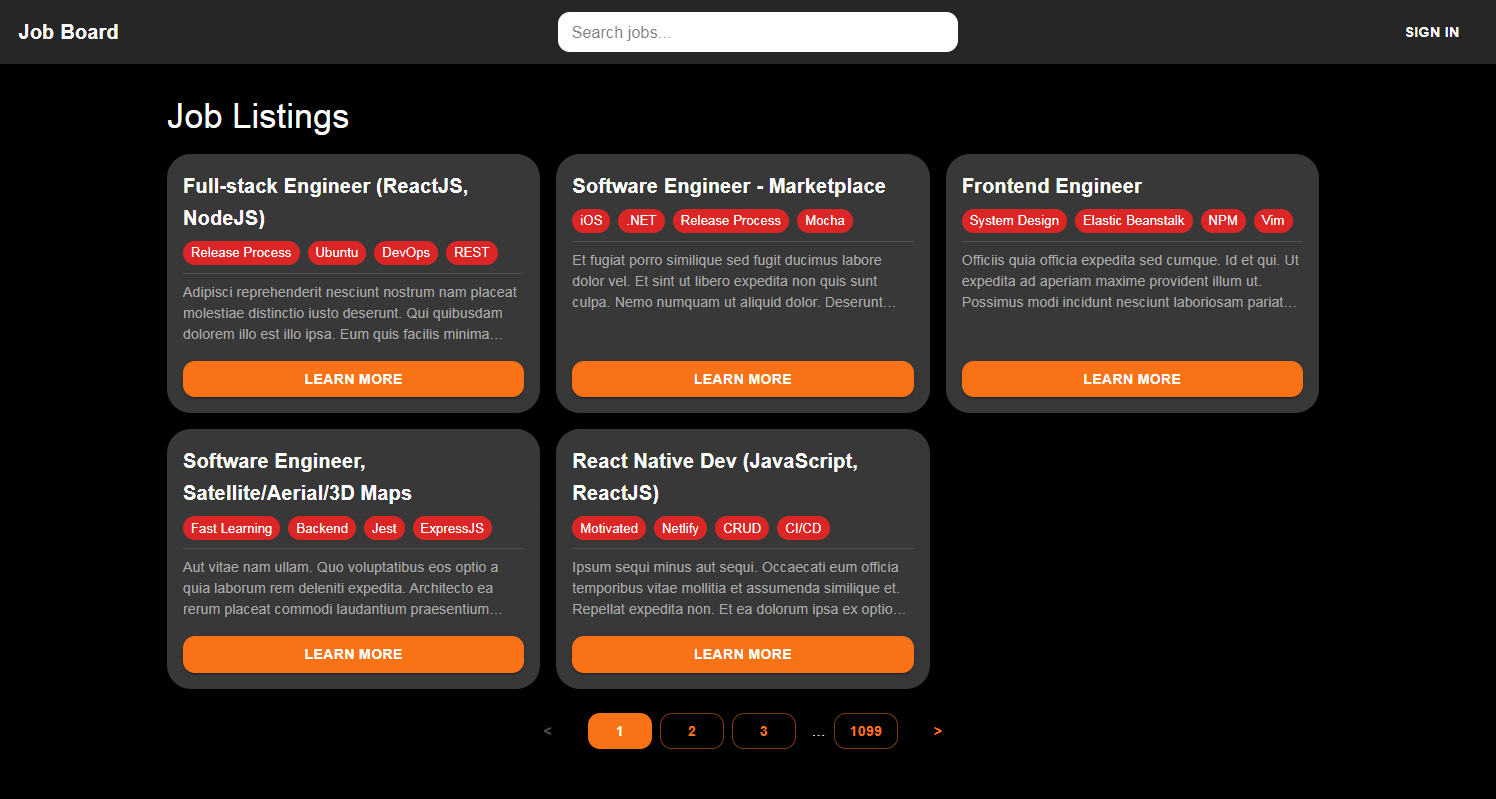 Job Board
Search jobs...
SIGN IN
Job Listings
Full-stack Engineer (ReactJS,
NodeJS)
Release Process Ubuntu DevOps REST
Adipisci reprehenderit nesciunt nostrum nam placeat
molestiae distinctio iusto deserunt. Qui quibusdam
dolorem illo est illo ipsa. Eum quis facilis minima...
LEARN MORE
Software Engineer - Marketplace
iOS .NET Release Process Mocha
Et fugiat porro similique sed fugit ducimus labore
dolor vel. Et sint ut libero expedita non quis sunt
culpa. Nemo numquam ut aliquid dolor. Deserunt...
LEARN MORE
Frontend Engineer
System Design Elastic Beanstalk NPM Vim
Officiis quia officia expedita sed cumque. Id et qui. Ut
expedita ad aperiam maxime provident illum ut.
Possimus modi incidunt nesciunt laboriosam pariat...
LEARN MORE
Software Engineer,
Satellite/Aerial/3D Maps
Fast Learning Backend Jest ExpressJS
Aut vitae nam ullam. Quo voluptatibus eos optio a
quia laborum rem deleniti expedita. Architecto ea
rerum placeat commodi laudantium praesentium...
LEARN MORE
React Native Dev (JavaScript,
ReactJS)
Motivated Netlify CRUD CI/CD
Ipsum sequi minus aut sequi. Occaecati eum officia
temporibus vitae mollitia et assumenda similique et.
Repellat expedita non. Et ea dolorum ipsa ex optio...
LEARN MORE
< 1 2 3 ... 1099 >